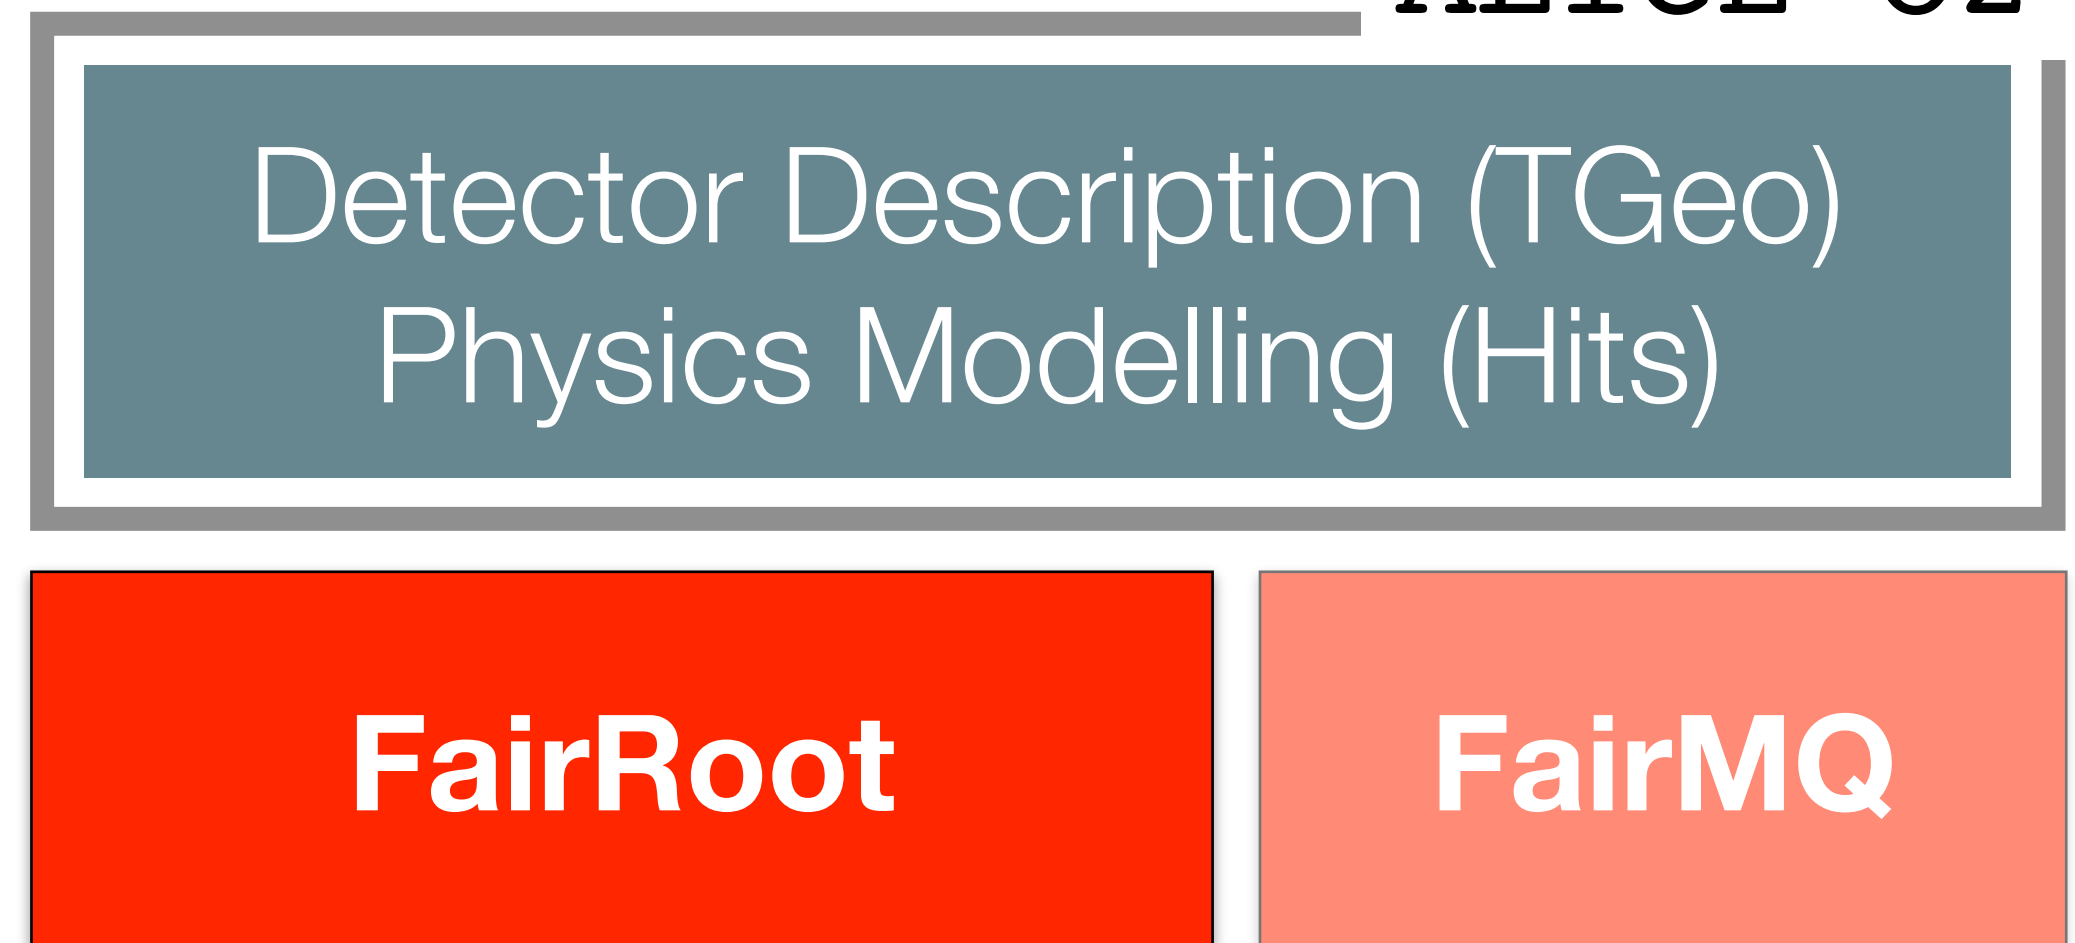 Detector Description (TGeo)
Physics Modelling (Hits)
FairRoot
FairMQ